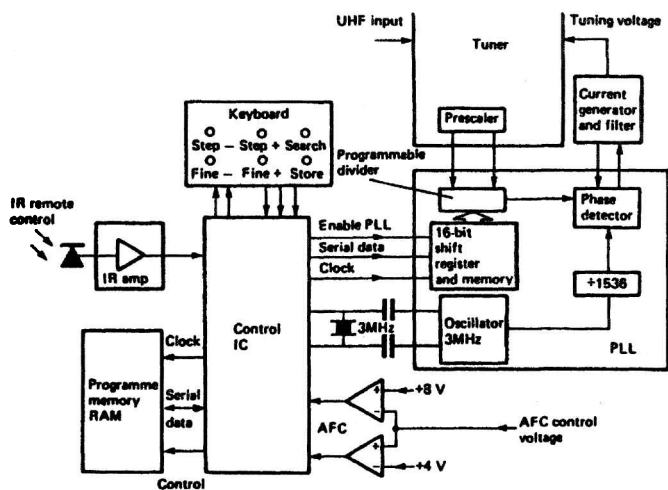 UHF input
Tuner
Tuning voltage
Prescaler
Current
generator
and filter
Keyboard
Step – Step + Search
Fine – Fine + Store
Programmable
divider
Phase
detector
IR remote
control
IR amp
Enable PLL
Serial data
Clock
16-bit
shift
register
and memory
÷1536
Control
IC
3MHz
Oscillator
3MHz
PLL
Programme
memory
RAM
Clock
Serial
data
Control
AFC
+
–
+8 V
+
–
+4 V
AFC control
voltage